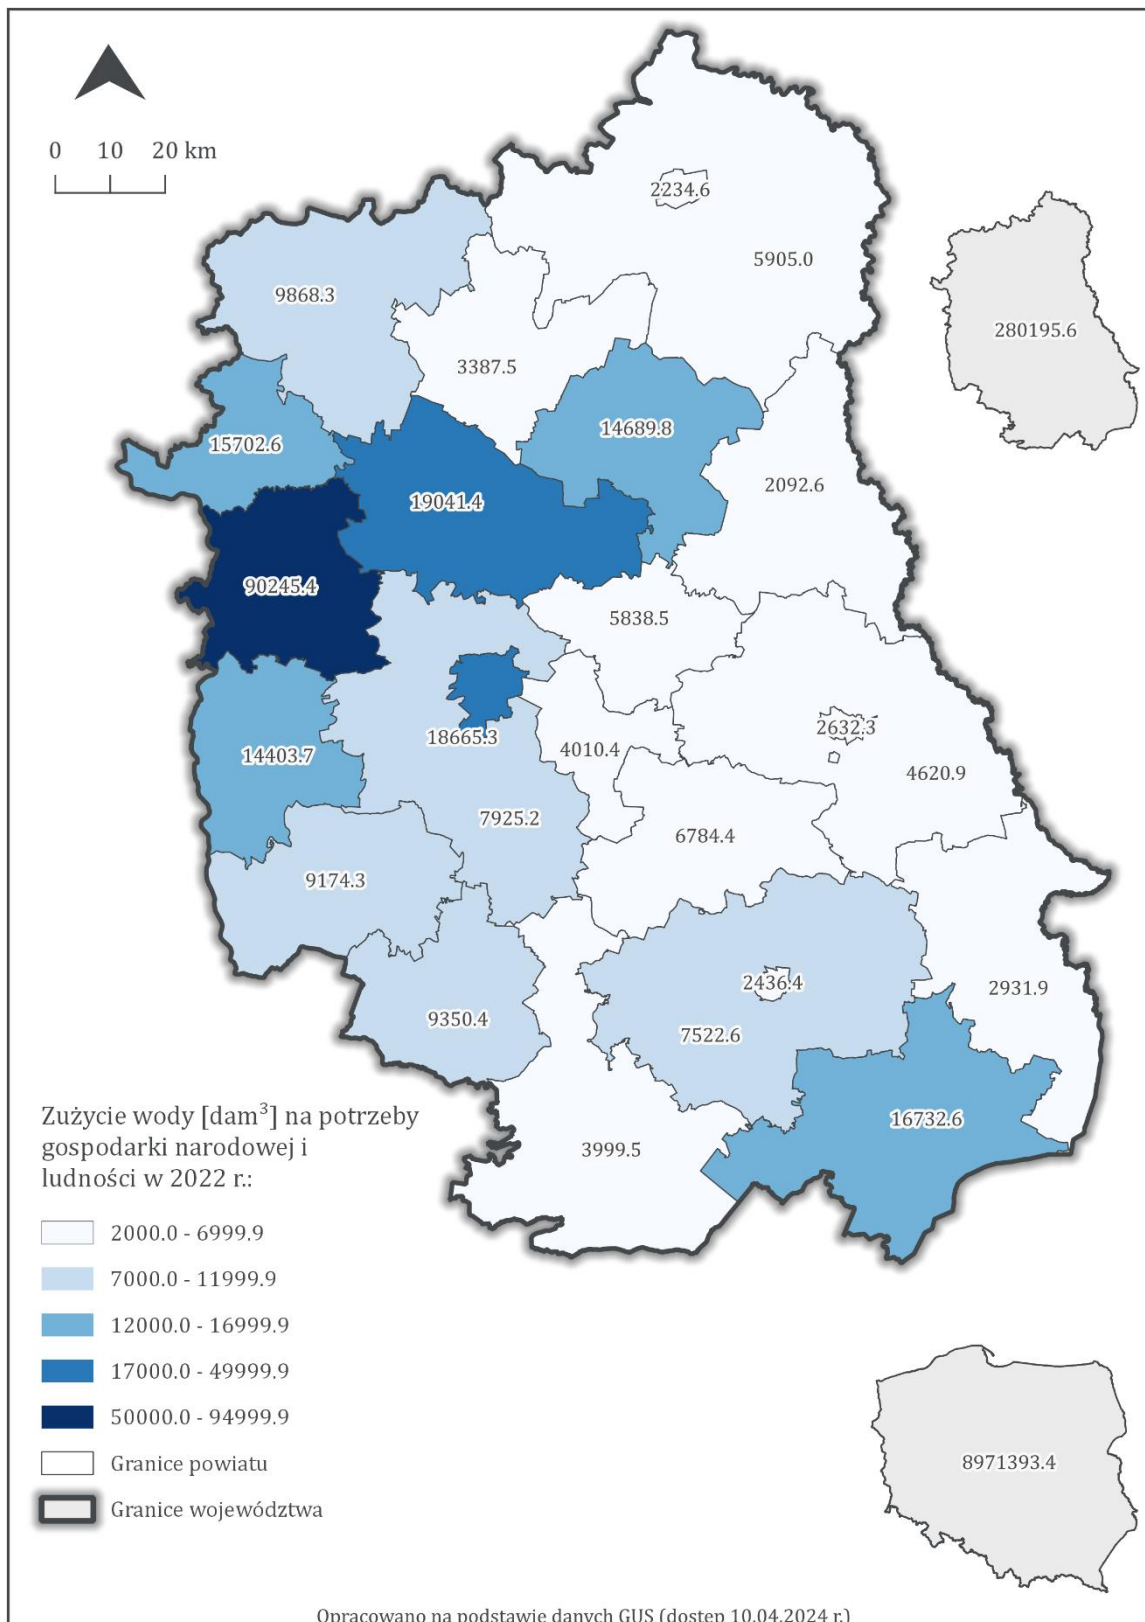 0 10 20 km
2234.6
5905.0
9868.3
280195.6
3387.5
14689.8
15702.6
2092.6
19041.4
90245.4
5838.5
2632.3
18665.3
4010.4
14403.7
4620.9
7925.2
6784.4
9174.3
2436.4
2931.9
9350.4
7522.6
16732.6
3999.5
Zużycie wody [dam³] na potrzeby
gospodarki narodowej i
ludności w 2022 r.:
2000.0 - 6999.9
7000.0 - 11999.9
12000.0 - 16999.9
17000.0 - 49999.9
50000.0 - 94999.9
Granice powiatu
Granice województwa
8971393.4
Opracowano na podstawie danych GUS (dostęp 10.04.2024 r.)